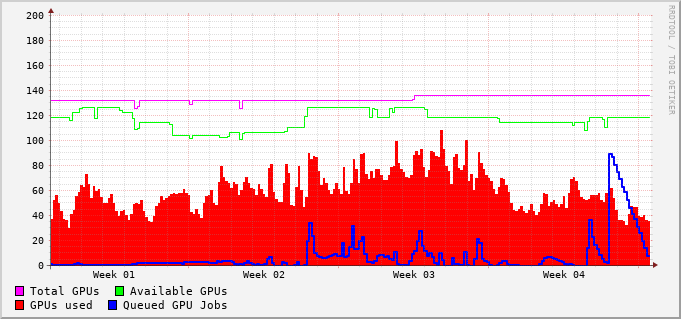 200
180
160
140
120
100
80
60
40
20
0
Week 01 Week 02 Week 03 Week 04
Total GPUs Available GPUs
GPUs used Queued GPU Jobs
RRDTOOL / TOBI OETIKER